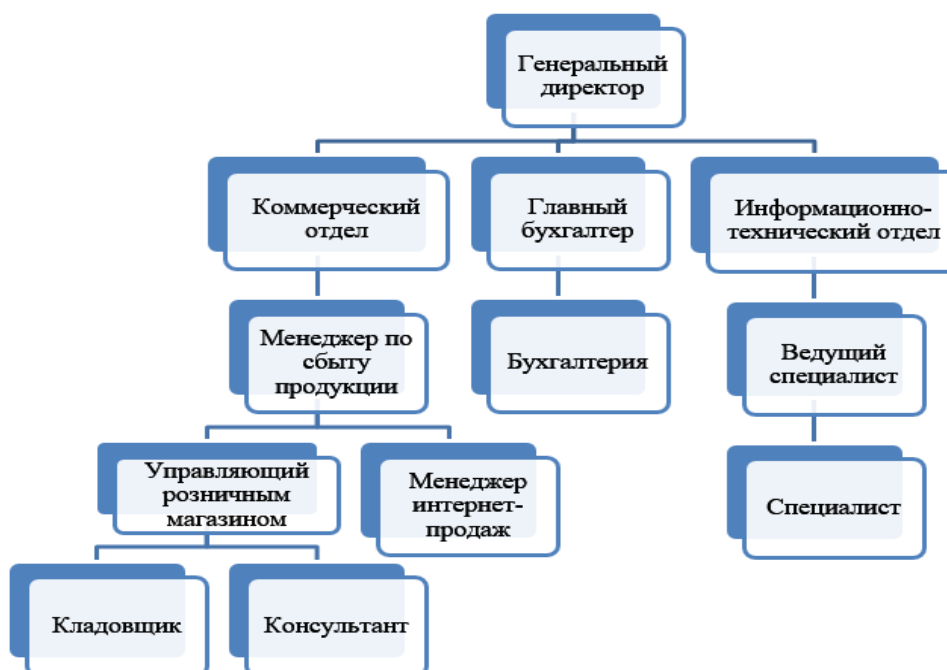 Генеральный
директор
Коммерческий
отдел
Главный
бухгалтер
Информационно-
технический отдел
Менеджер по
сбыту
продукции
Бухгалтерия
Ведущий
специалист
Управляющий
розничным
магазином
Менеджер
интернет-
продаж
Специалист
Кладовщик
Консультант